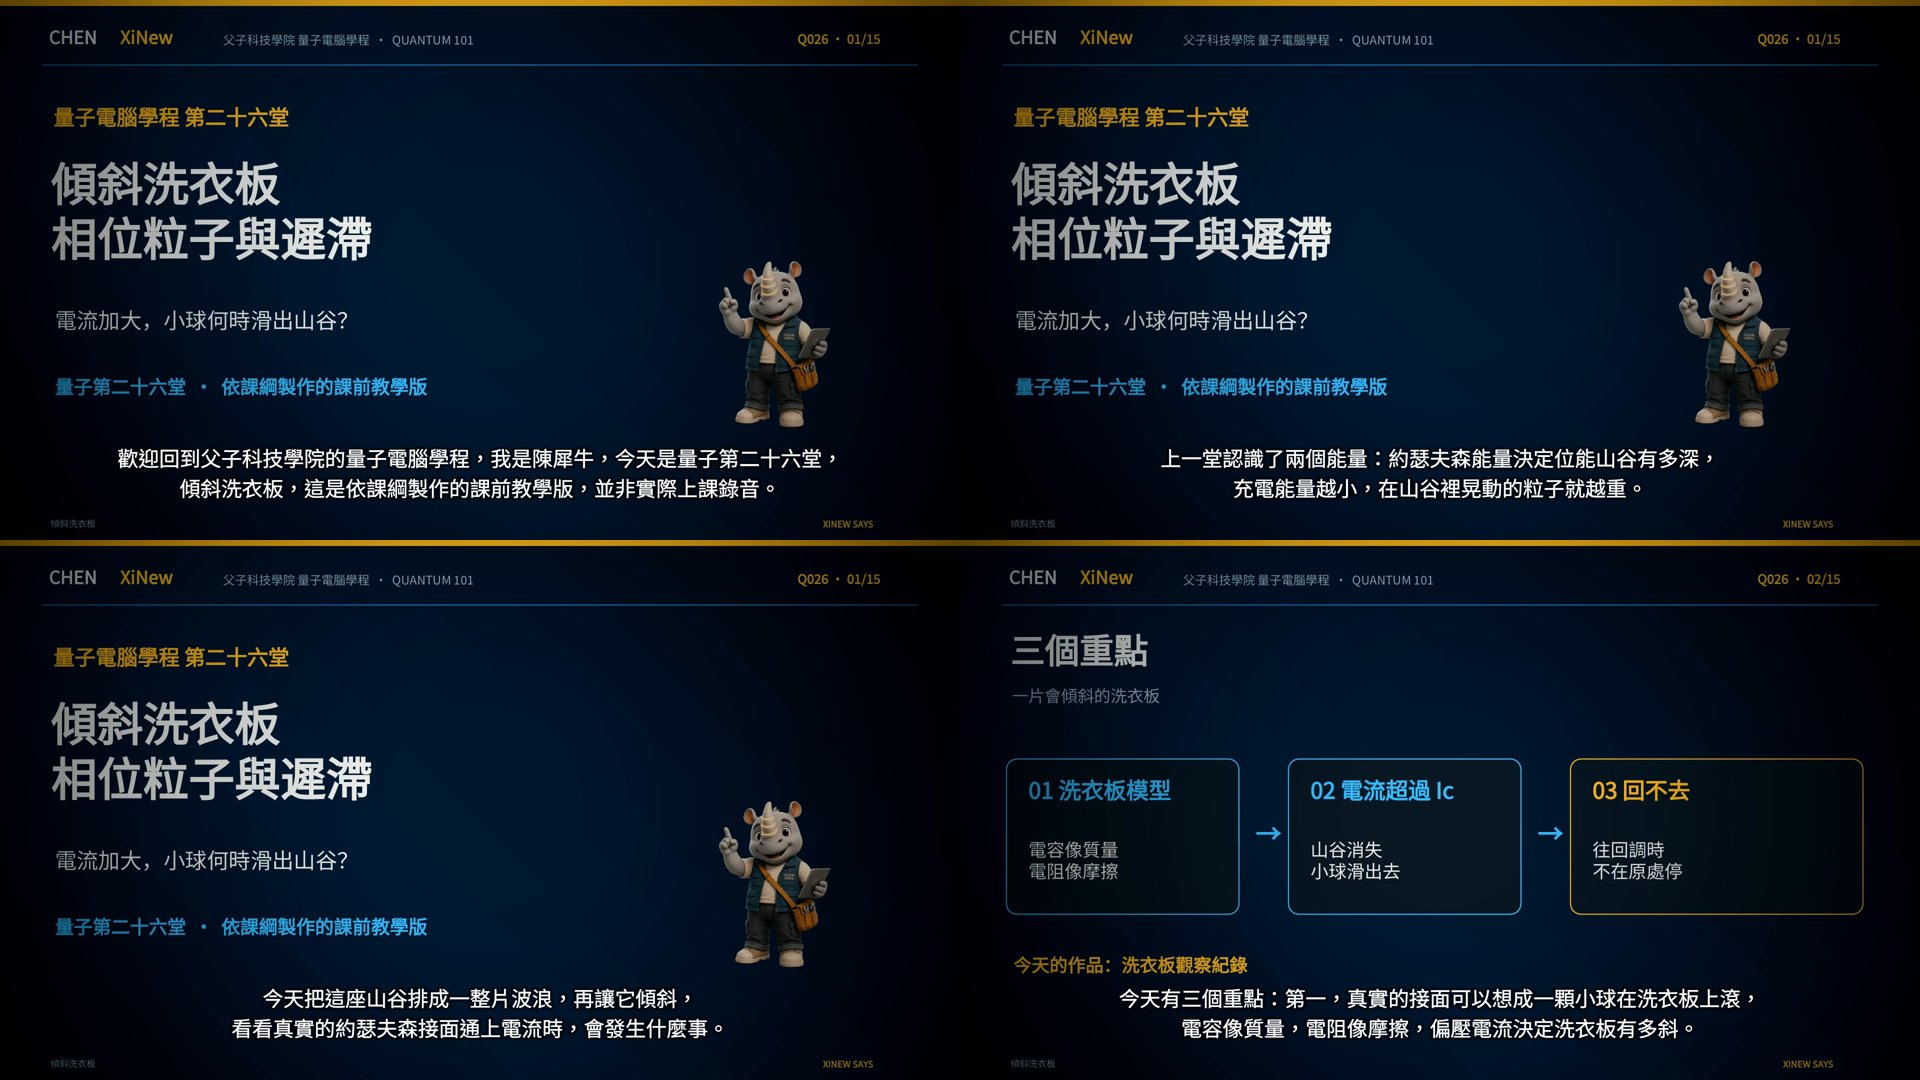 CHEN XiNew 父子科技學院 量子電腦學程 · QUANTUM 101 Q026 · 01/15
量子電腦學程 第二十六堂
傾斜洗衣板
相位粒子與遲滯
電流加大，小球何時滑出山谷？
量子第二十六堂 · 依課綱製作的課前教學版
歡迎回到父子科技學院的量子電腦學程，我是陳犀牛，今天是量子第二十六堂，
傾斜洗衣板，這是依課綱製作的課前教學版，並非實際上課錄音。
傾斜洗衣板 XINEW SAYS
CHEN XiNew 父子科技學院 量子電腦學程 · QUANTUM 101 Q026 · 01/15
量子電腦學程 第二十六堂
傾斜洗衣板
相位粒子與遲滯
電流加大，小球何時滑出山谷？
量子第二十六堂 · 依課綱製作的課前教學版
上一堂認識了兩個能量：約瑟夫森能量決定位能山谷有多深，
充電能量越小，在山谷裡晃動的粒子就越重。
傾斜洗衣板 XINEW SAYS
CHEN XiNew 父子科技學院 量子電腦學程 · QUANTUM 101 Q026 · 01/15
量子電腦學程 第二十六堂
傾斜洗衣板
相位粒子與遲滯
電流加大，小球何時滑出山谷？
量子第二十六堂 · 依課綱製作的課前教學版
今天把這座山谷排成一整片波浪，再讓它傾斜，
看看真實的約瑟夫森接面通上電流時，會發生什麼事。
傾斜洗衣板 XINEW SAYS
CHEN XiNew 父子科技學院 量子電腦學程 · QUANTUM 101 Q026 · 02/15
三個重點
一片會傾斜的洗衣板
01 洗衣板模型
電容像質量
電阻像摩擦
→
02 電流超過 Ic
山谷消失
小球滑出去
→
03 回不去
往回調時
不在原處停
今天的作品：洗衣板觀察紀錄
今天有三個重點：第一，真實的接面可以想成一顆小球在洗衣板上滾，
電容像質量，電阻像摩擦，偏壓電流決定洗衣板有多斜。
傾斜洗衣板 XINEW SAYS